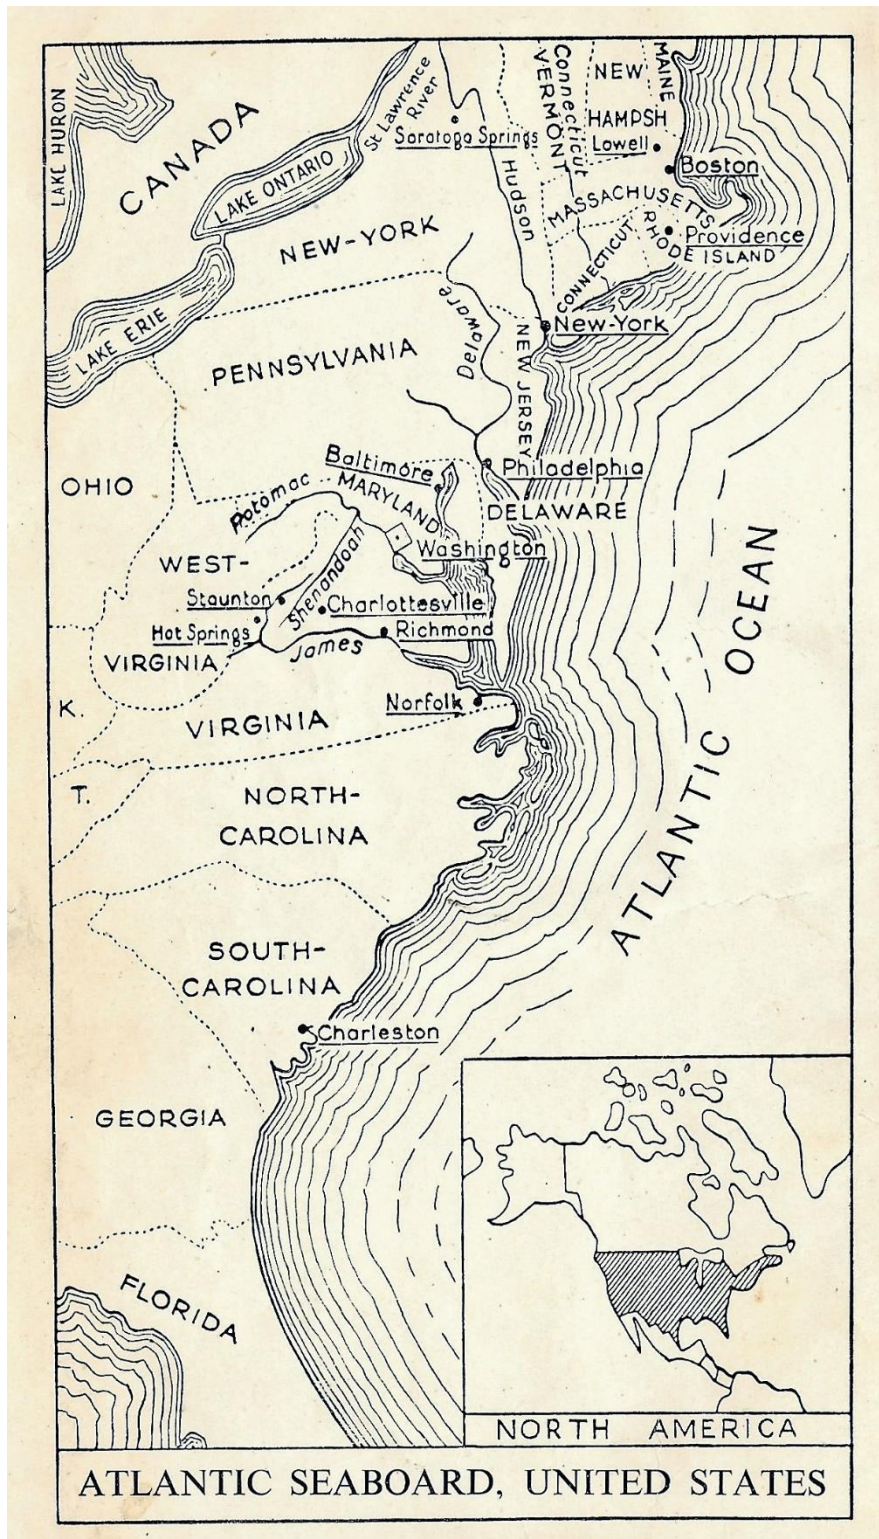 LAKE HURON
CANADA
LAKE ONTARIO
St Lawrence
River
Saratoga Springs
Hudson
Connecticut
VERMONT
NEW
HAMPSH
MAINE
Lowell
Boston
MASSACHUSETTS
Providence
RHODE ISLAND
CONNECTICUT
NEW-YORK
New-York
LAKE ERIE
PENNSYLVANIA
Delaware
NEW JERSEY
OHIO
Baltimore
MARYLAND
Philadelphia
DELAWARE
Potomac
Washington
WEST-
VIRGINIA
Shenandoah
Staunton
Charlottesville
Hot Springs
Richmond
James
K.
VIRGINIA
Norfolk
T.
NORTH-
CAROLINA
ATLANTIC OCEAN
SOUTH-
CAROLINA
Charleston
GEORGIA
FLORIDA
NORTH AMERICA
ATLANTIC SEABOARD, UNITED STATES